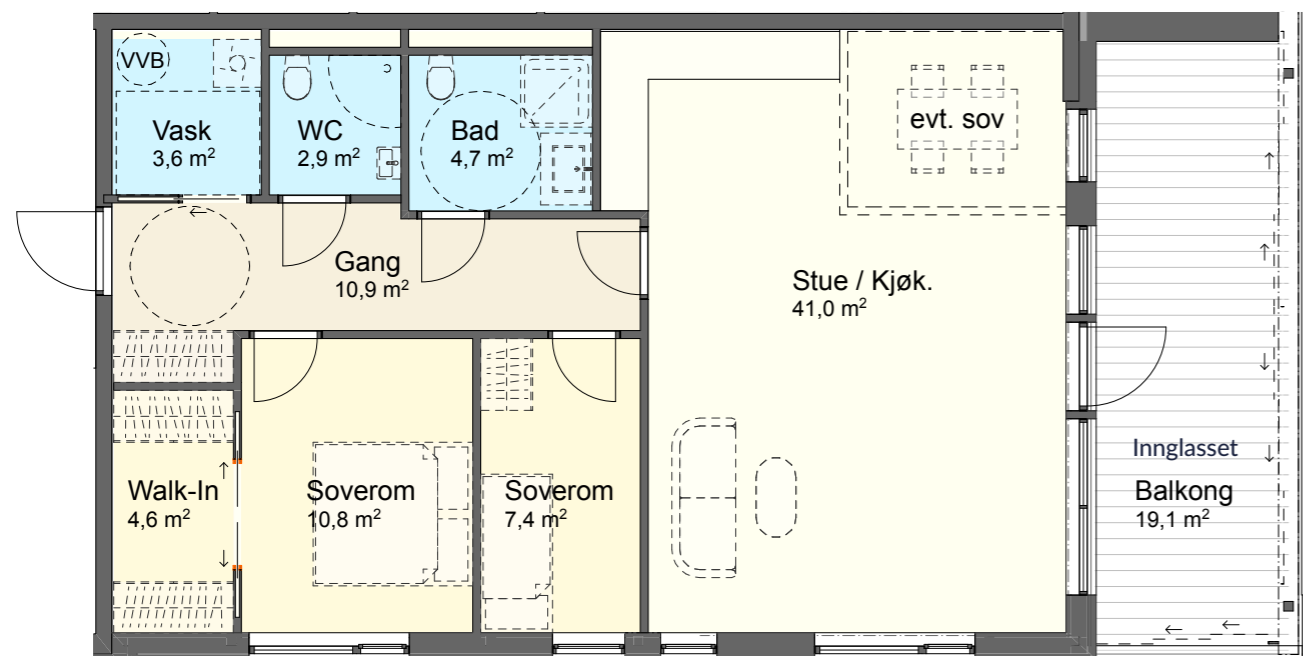 VVB
Vask
3,6 m²
WC
2,9 m²
Bad
4,7 m²
evt. sov
Gang
10,9 m²
Stue / Kjøk.
41,0 m²
Walk-In
4,6 m²
Soverom
10,8 m²
Soverom
7,4 m²
Innglasset
Balkong
19,1 m²